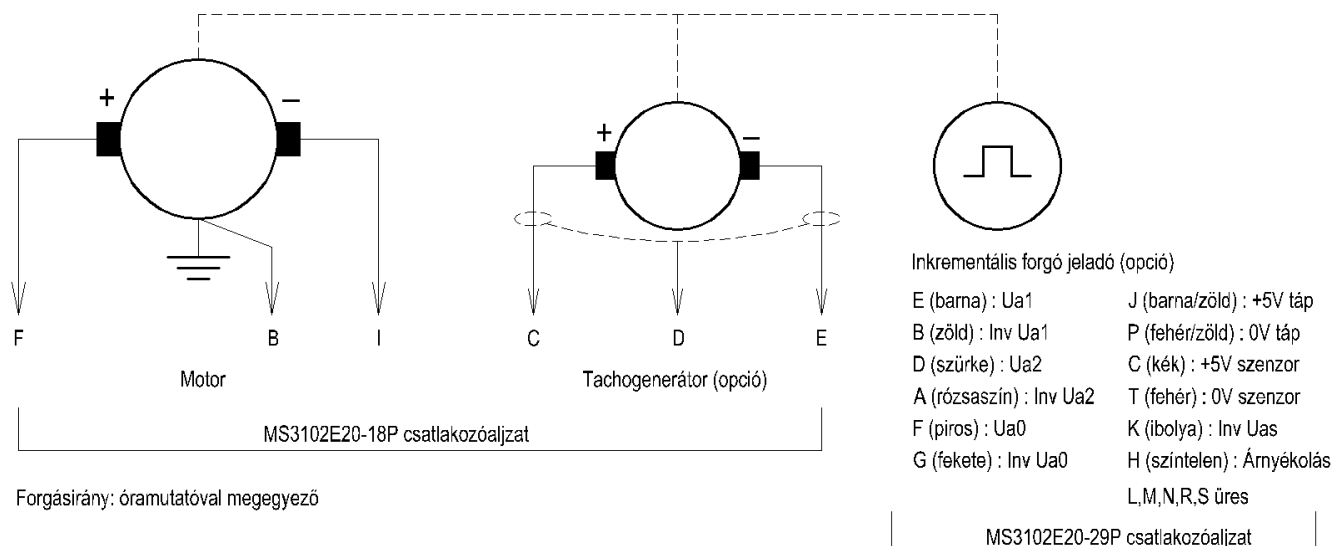 +
–
+
–
F
B
I
C
D
E
Motor
Tachogenerátor (opció)
MS3102E20-18P csatlakozóaljzat
Forgásirány: óramutatóval megegyező
Inkrementális forgó jeladó (opció)
E (barna) : Ua1
B (zöld) : Inv Ua1
D (szürke) : Ua2
A (rózsaszín) : Inv Ua2
F (piros) : Ua0
G (fekete) : Inv Ua0
J (barna/zöld) : +5V táp
P (fehér/zöld) : 0V táp
C (kék) : +5V szenzor
T (fehér) : 0V szenzor
K (ibolya) : Inv Uas
H (színtelen) : Árnyékolás
L,M,N,R,S üres
MS3102E20-29P csatlakozóaljzat